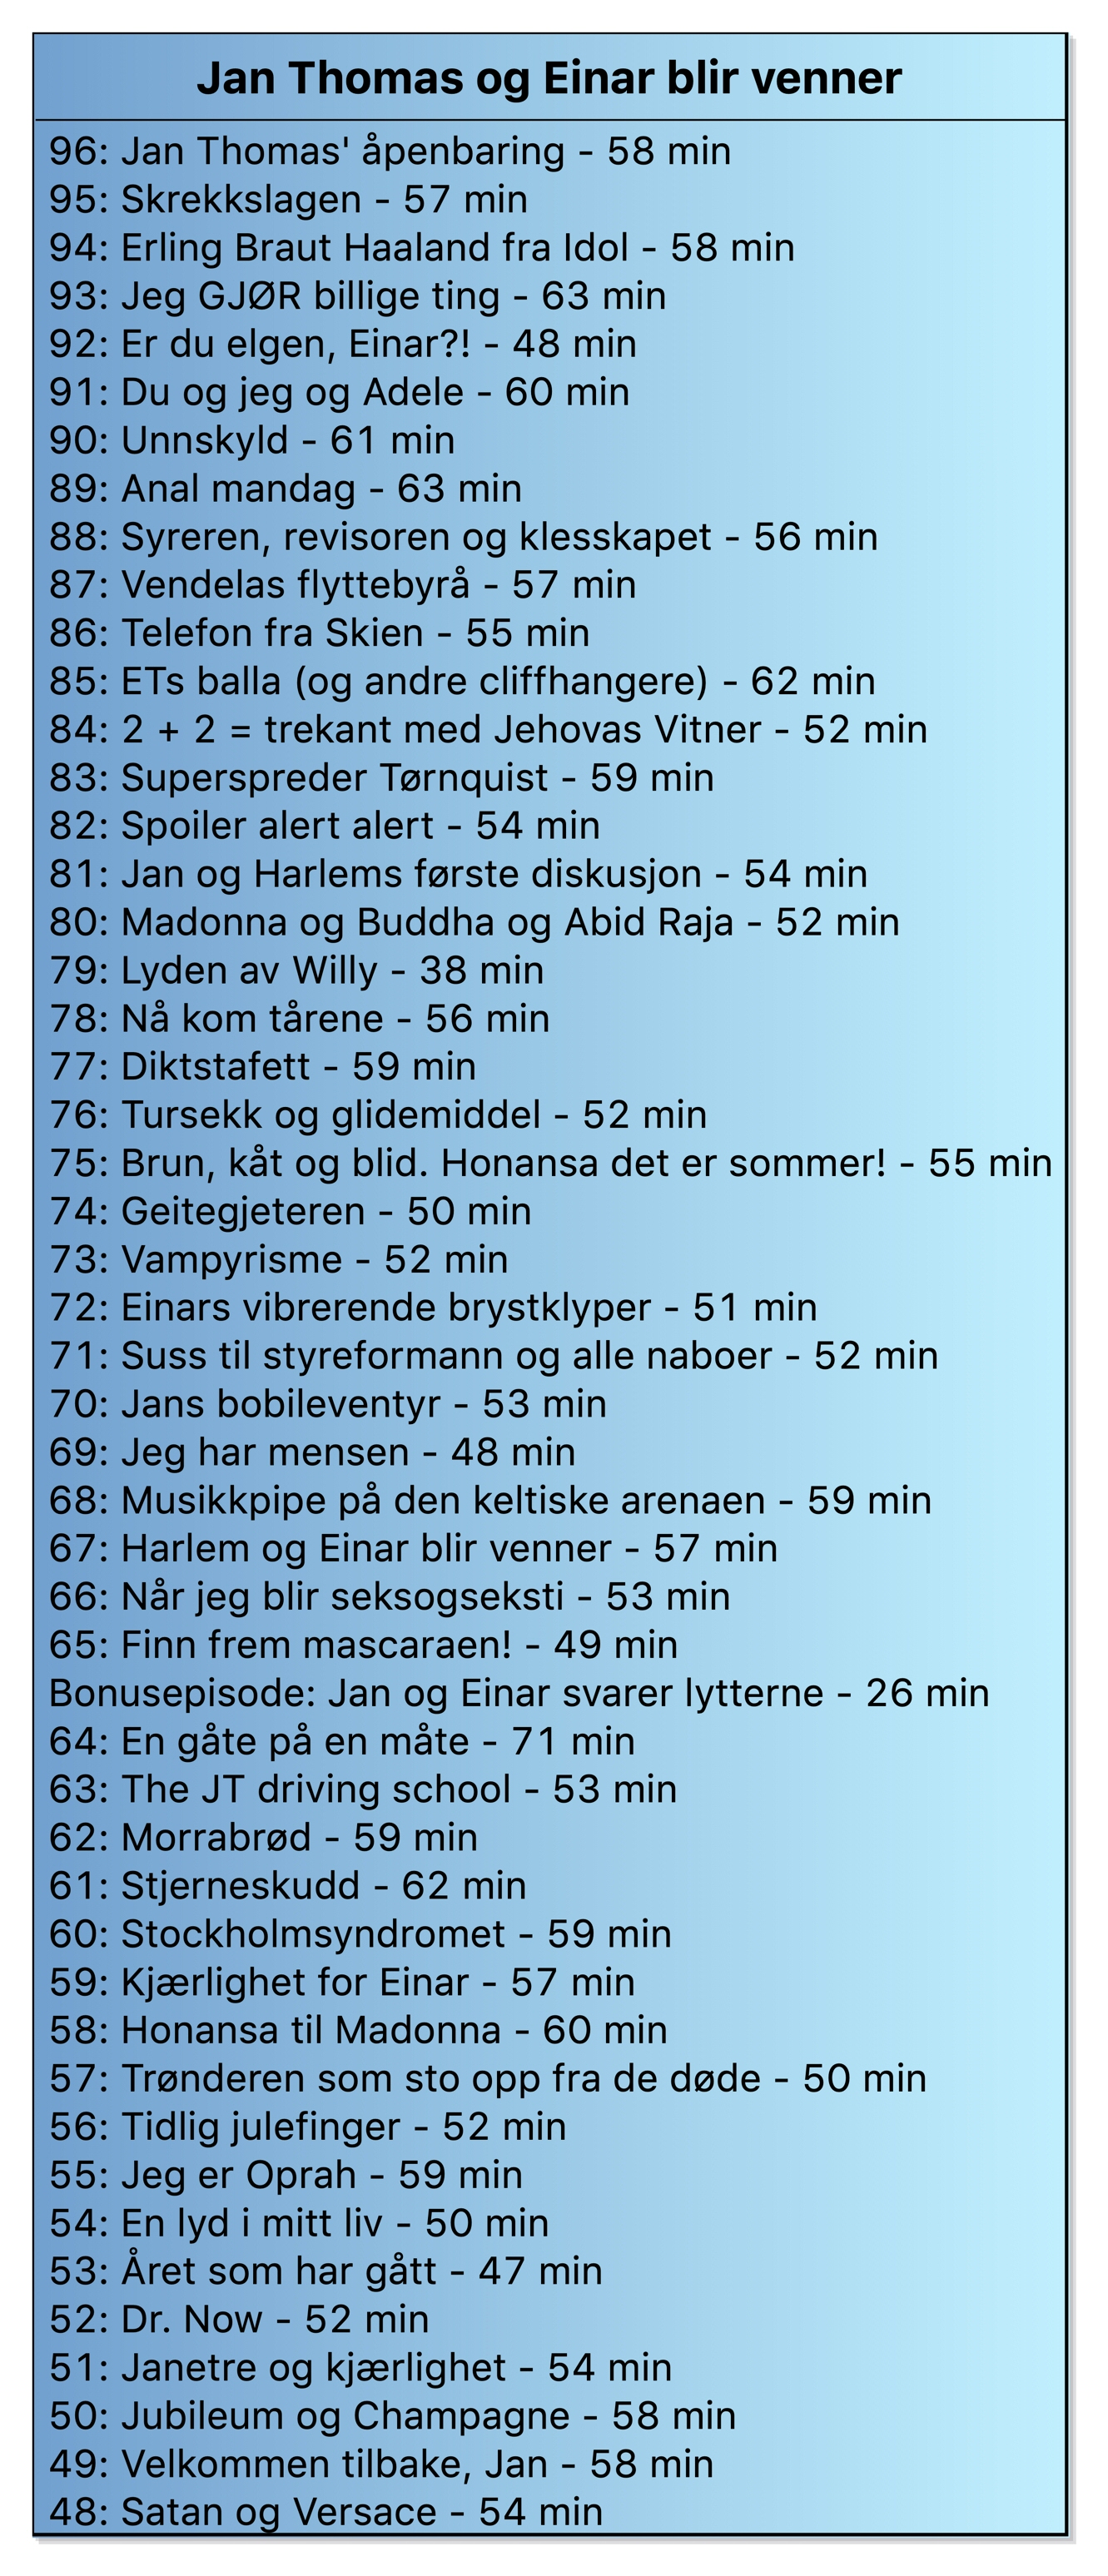 Jan Thomas og Einar blir venner
96: Jan Thomas' åpenbaring - 58 min
95: Skrekkslagen - 57 min
94: Erling Braut Haaland fra Idol - 58 min
93: Jeg GJØR billige ting - 63 min
92: Er du elgen, Einar?! - 48 min
91: Du og jeg og Adele - 60 min
90: Unnskyld - 61 min
89: Anal mandag - 63 min
88: Syreren, revisoren og klesskapet - 56 min
87: Vendelas flyttebyrå - 57 min
86: Telefon fra Skien - 55 min
85: ETs balla (og andre cliffhangere) - 62 min
84: 2 + 2 = trekant med Jehovas Vitner - 52 min
83: Superspreder Tørnquist - 59 min
82: Spoiler alert alert - 54 min
81: Jan og Harlems første diskusjon - 54 min
80: Madonna og Buddha og Abid Raja - 52 min
79: Lyden av Willy - 38 min
78: Nå kom tårene - 56 min
77: Diktstafett - 59 min
76: Tursekk og glidemiddel - 52 min
75: Brun, kåt og blid. Honansa det er sommer! - 55 min
74: Geitegjeteren - 50 min
73: Vampyrisme - 52 min
72: Einars vibrerende brystklyper - 51 min
71: Suss til styreformann og alle naboer - 52 min
70: Jans bobileventyr - 53 min
69: Jeg har mensen - 48 min
68: Musikkpipe på den keltiske arenaen - 59 min
67: Harlem og Einar blir venner - 57 min
66: Når jeg blir seksogseksti - 53 min
65: Finn frem mascaraen! - 49 min
Bonusepisode: Jan og Einar svarer lytterne - 26 min
64: En gåte på en måte - 71 min
63: The JT driving school - 53 min
62: Morrabrød - 59 min
61: Stjerneskudd - 62 min
60: Stockholmsyndromet - 59 min
59: Kjærlighet for Einar - 57 min
58: Honansa til Madonna - 60 min
57: Trønderen som sto opp fra de døde - 50 min
56: Tidlig julefinger - 52 min
55: Jeg er Oprah - 59 min
54: En lyd i mitt liv - 50 min
53: Året som har gått - 47 min
52: Dr. Now - 52 min
51: Janetre og kjærlighet - 54 min
50: Jubileum og Champagne - 58 min
49: Velkommen tilbake, Jan - 58 min
48: Satan og Versace - 54 min